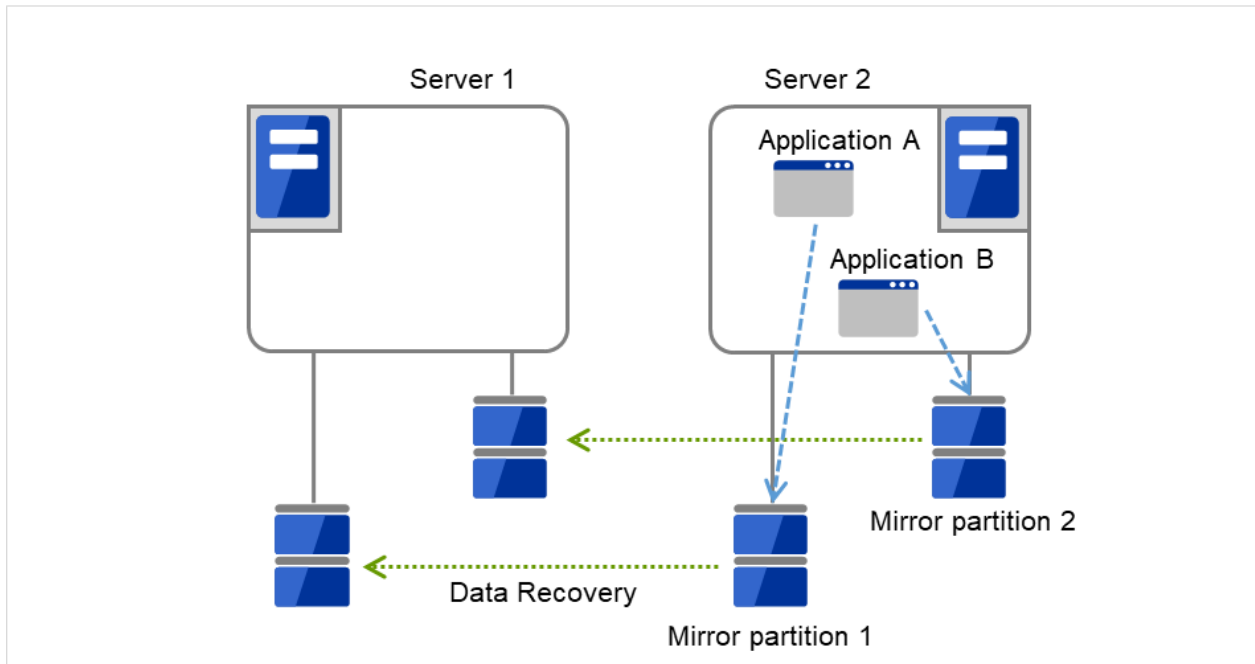 Server 1
Server 2
Application A
Application B
Mirror partition 2
Data Recovery
Mirror partition 1